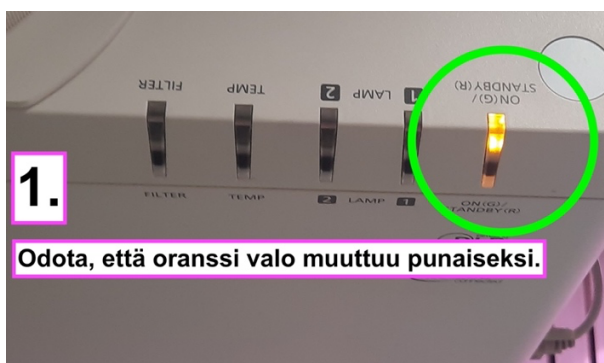 ON(G)/
STANDBY(R)
1 LAMP 2
TEMP
FILTER
FILTER
TEMP
2 LAMP 1
ON(G)/
STANDBY(R)
1.
Odota, että oranssi valo muuttuu punaiseksi.